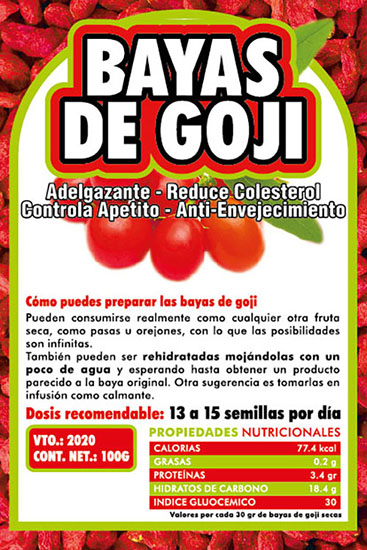 BAYAS
DE GOJI
Adelgazante - Reduce Colesterol
Controla Apetito - Anti-Envejecimiento
Cómo puedes preparar las bayas de goji
Pueden consumirse realmente como cualquier otra fruta
seca, como pasas u orejones, con lo que las posibilidades
son infinitas.
También pueden ser rehidratadas mojándolas con un
poco de agua y esperando hasta obtener un producto
parecido a la baya original. Otra sugerencia es tomarlas en
infusión como calmante.
Dosis recomendable: 13 a 15 semillas por día
VTO.: 2020
CONT. NET.: 100G
PROPIEDADES NUTRICIONALES
CALORIAS 77.4 kcal
GRASAS 0.2 g
PROTEÍNAS 3.4 gr
HIDRATOS DE CARBONO 18.4 g
INDICE GLUOCEMICO 30
Valores por cada 30 gr de bayas de goji secas